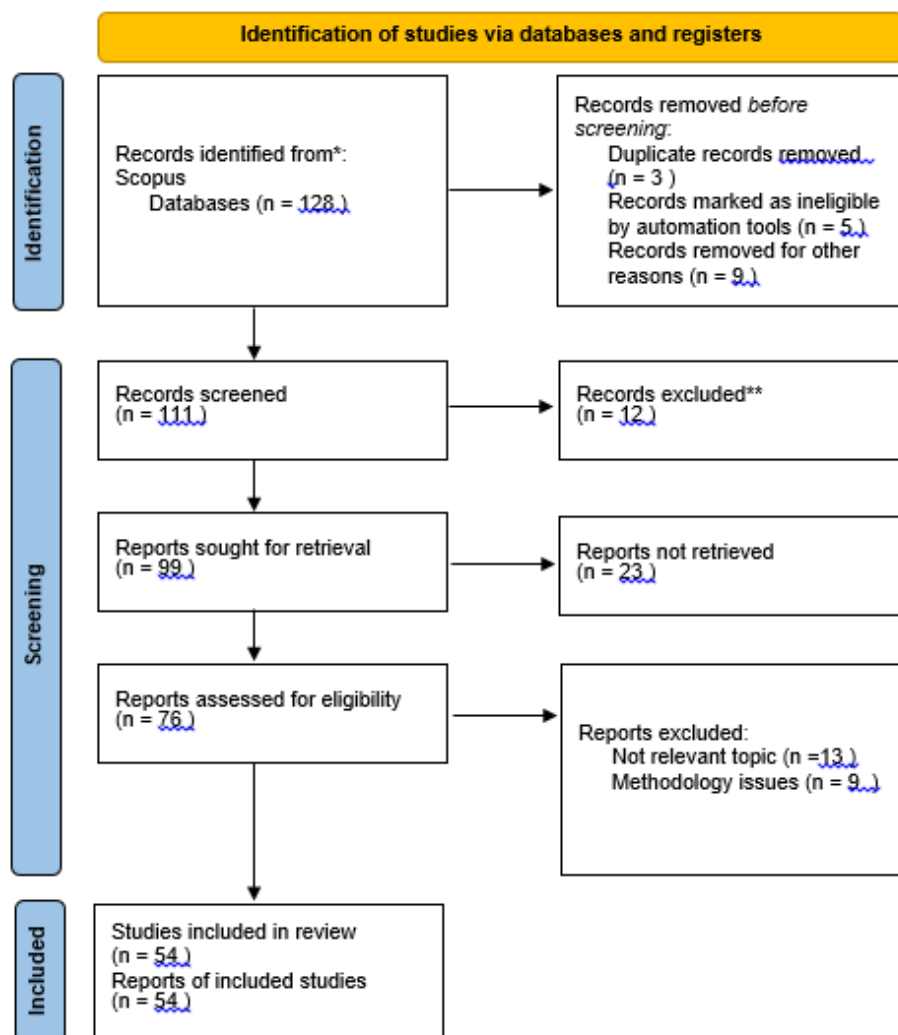 Identification of studies via databases and registers
Identification
Records identified from*:
Scopus
Databases (n = 128 )
Records removed before
screening:
Duplicate records removed
(n = 3 )
Records marked as ineligible
by automation tools (n = 5 )
Records removed for other
reasons (n = 9 )
Screening
Records screened
(n = 111 )
Records excluded**
(n = 12 )
Reports sought for retrieval
(n = 99 )
Reports not retrieved
(n = 23 )
Reports assessed for eligibility
(n = 76 )
Reports excluded:
Not relevant topic (n =13 )
Methodology issues (n = 9 )
Included
Studies included in review
(n = 54 )
Reports of included studies
(n = 54 )